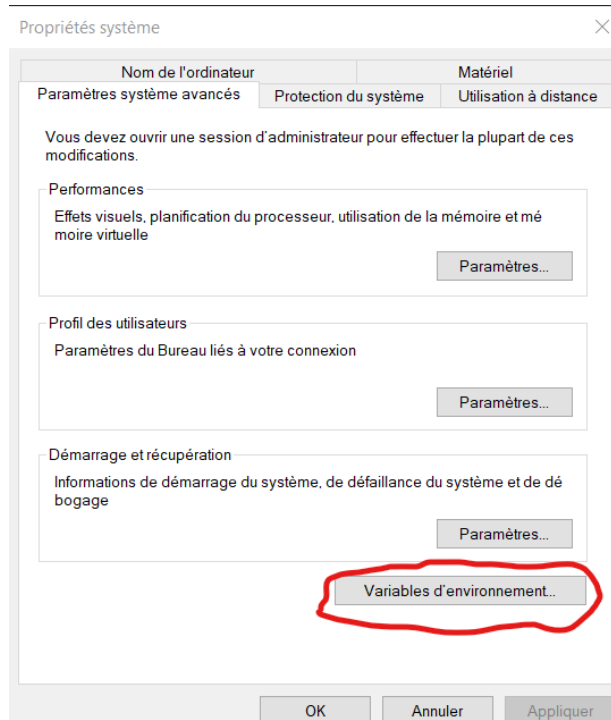 Propriétés système
Nom de l'ordinateur
Matériel
Paramètres système avancés
Protection du système
Utilisation à distance
Vous devez ouvrir une session d'administrateur pour effectuer la plupart de ces
modifications.
Performances
Effets visuels, planification du processeur, utilisation de la mémoire et mé
moire virtuelle
Paramètres...
Profil des utilisateurs
Paramètres du Bureau liés à votre connexion
Paramètres...
Démarrage et récupération
Informations de démarrage du système, de défaillance du système et de dé
bogage
Paramètres...
Variables d'environnement...
OK
Annuler
Appliquer